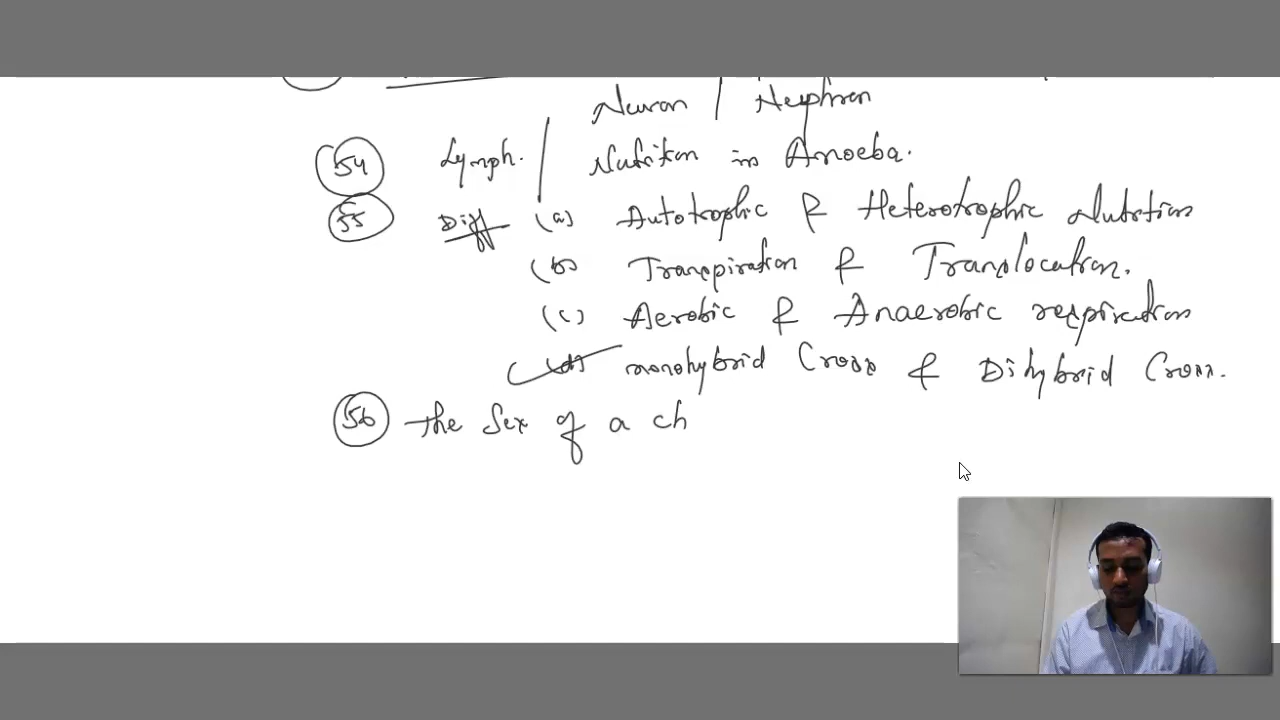 Neuron / Nephron
54 Lymph. / Nutrition in Amoeba.
55 Diff (a) Autotrophic & Heterotrophic Nutrition
(b) Transpiration & Translocation.
(c) Aerobic & Anaerobic respiration
(d) monohybrid Cross & Dihybrid Cross.
56 The Sex of a ch